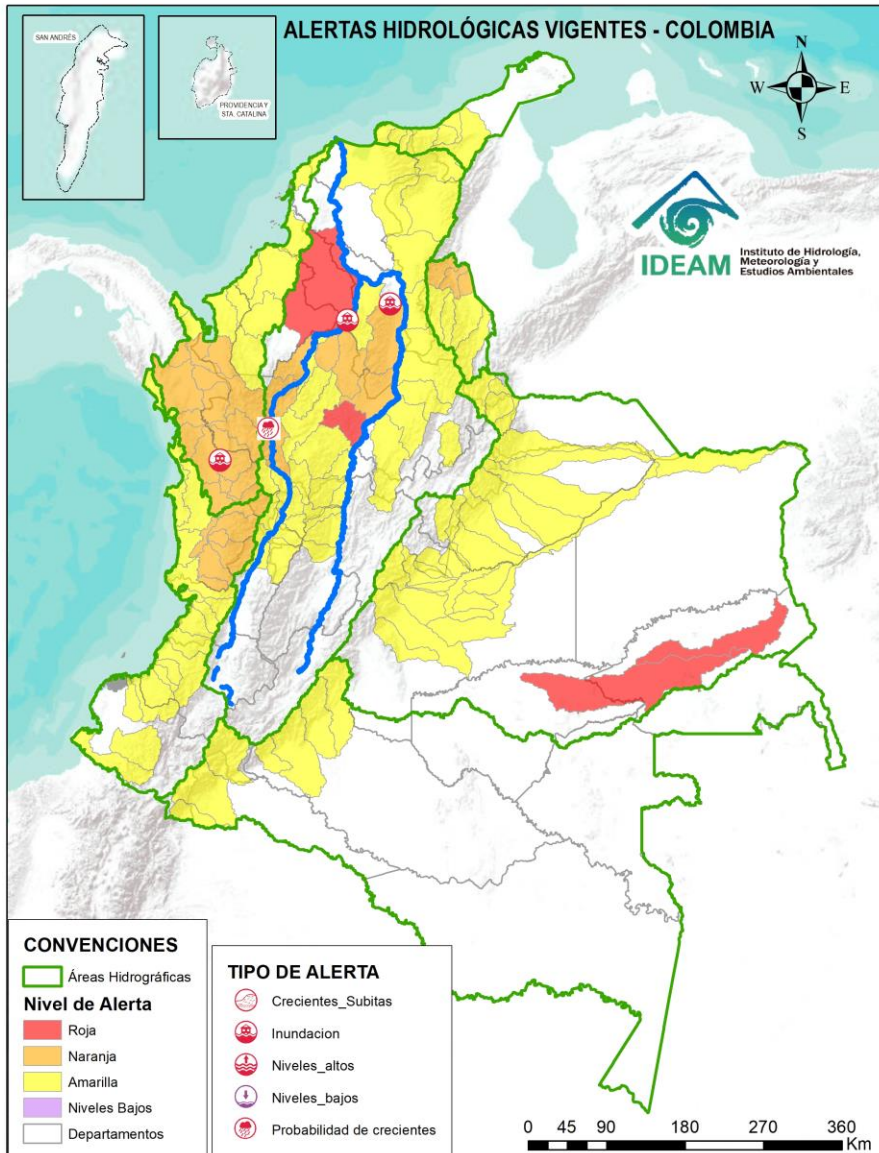 ALERTAS HIDROLÓGICAS VIGENTES - COLOMBIA
SAN ANDRÉS
PROVIDENCIA Y
STA. CATALINA
N
W
E
S
IDEAM
Instituto de Hidrología,
Meteorología y
Estudios Ambientales
CONVENCIONES
Áreas Hidrográficas
Nivel de Alerta
Roja
Naranja
Amarilla
Niveles Bajos
Departamentos
TIPO DE ALERTA
Crecientes_Subitas
Inundacion
Niveles_altos
Niveles_bajos
Probabilidad de crecientes
0 45 90 180 270 360
Km